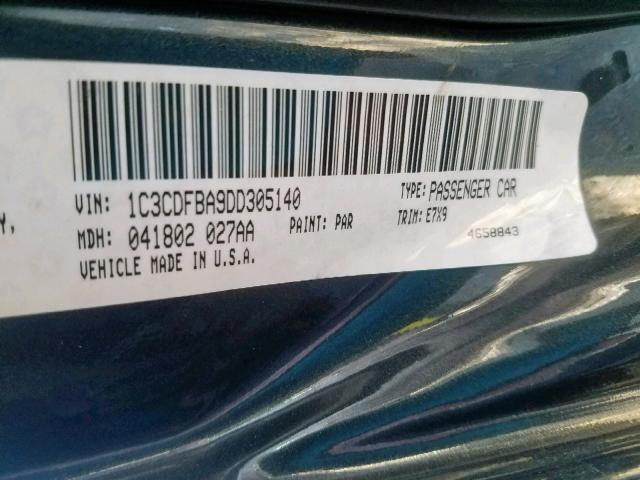 VIN: 1C3CDFBA9DD305140 TYPE: PASSENGER CAR
Y, MDH: 041802 027AA PAINT: PAR TRIM: E7X9
VEHICLE MADE IN U.S.A. 4658843